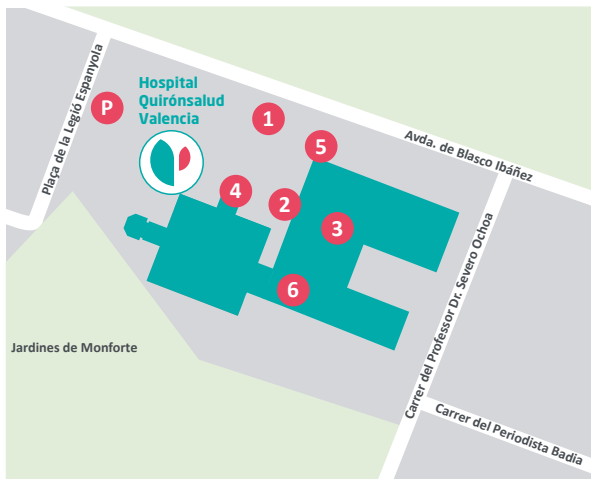 Plaça de la Legió Espanyola
P
Hospital
Quirónsalud
Valencia
1
5
Avda. de Blasco Ibáñez
4
2
3
6
Carrer del Professor Dr. Severo Ochoa
Jardines de Monforte
Carrer del Periodista Badia